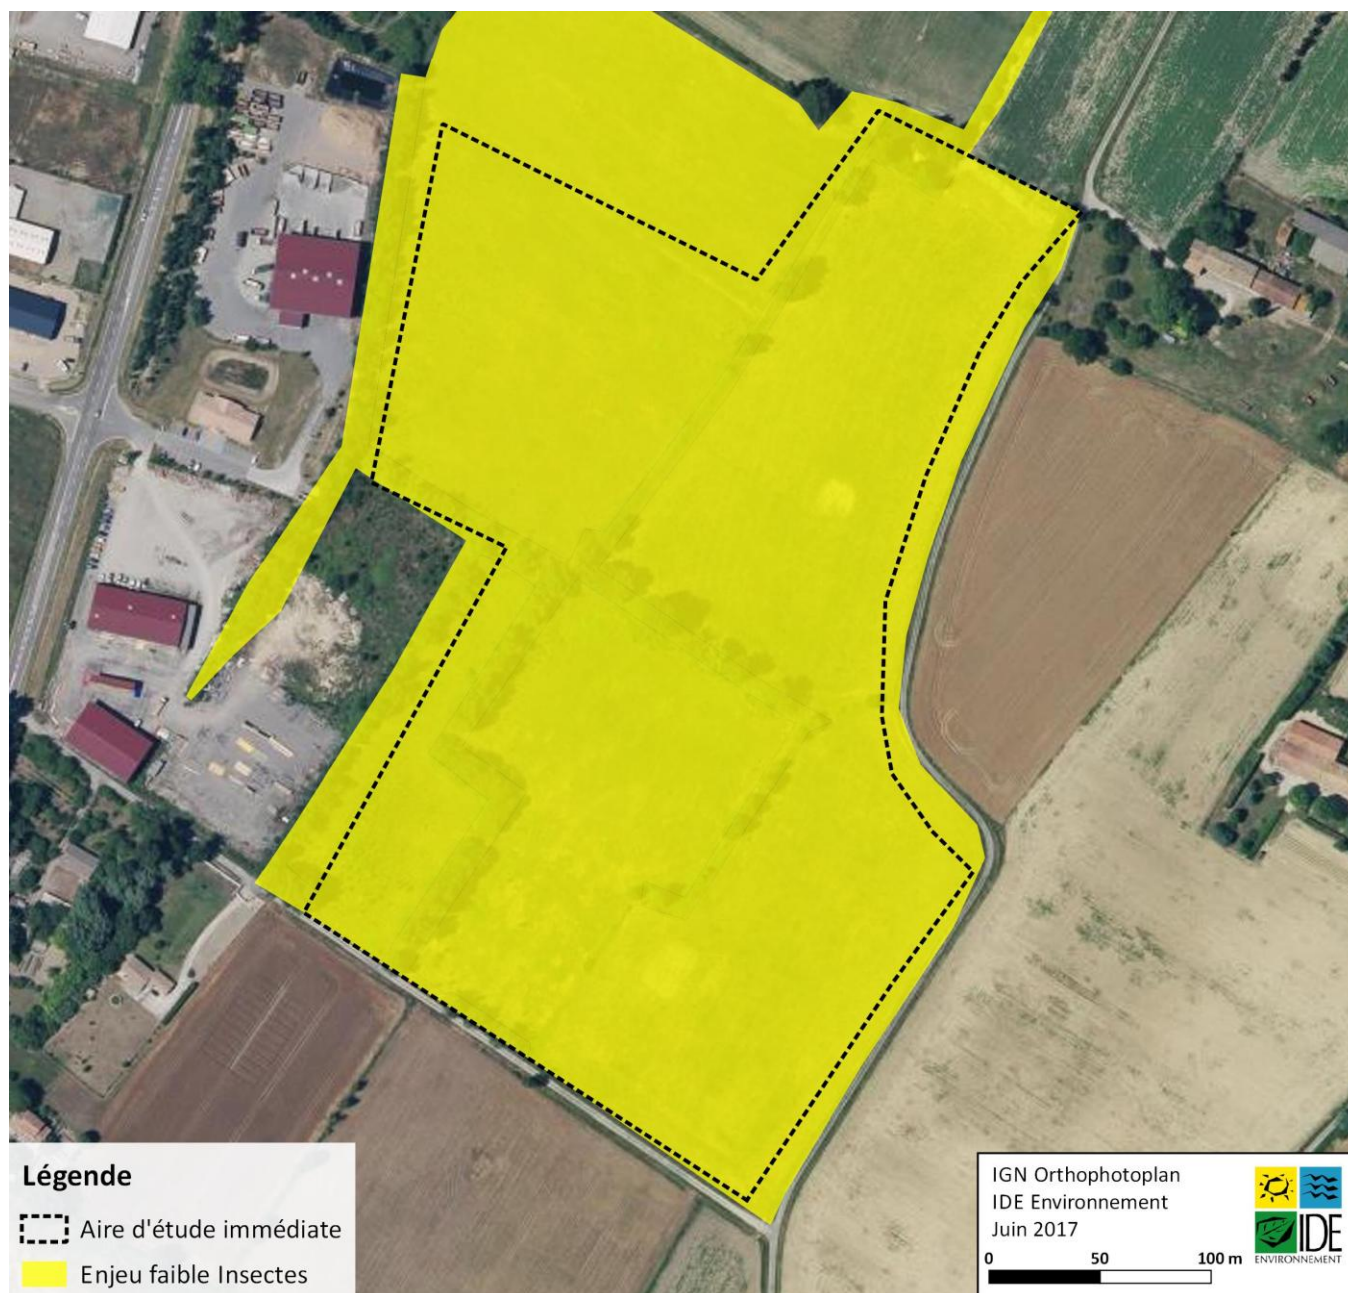 Légende
Aire d'étude immédiate
Enjeu faible Insectes
IGN Orthophotoplan
IDE Environnement
Juin 2017
0 50 100 m
IDE
ENVIRONNEMENT